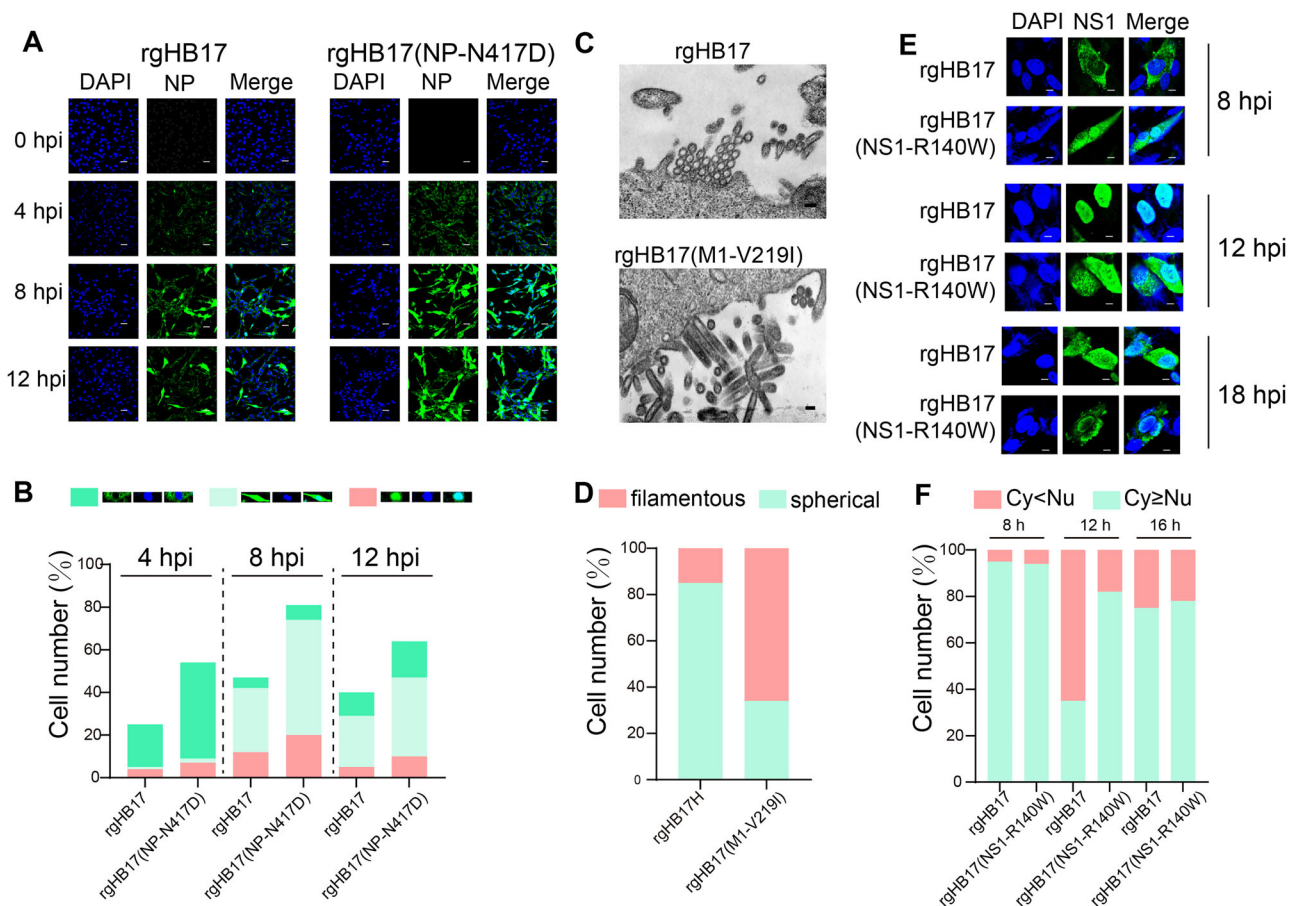 A
rgHB17
rgHB17(NP-N417D)
DAPI NP Merge
DAPI NP Merge
0 hpi
4 hpi
8 hpi
12 hpi
B
4 hpi
8 hpi
12 hpi
Cell number (%)
100
80
60
40
20
0
rgHB17
rgHB17(NP-N417D)
rgHB17
rgHB17(NP-N417D)
rgHB17
rgHB17(NP-N417D)
C
rgHB17
rgHB17(M1-V219I)
D
filamentous
spherical
Cell number (%)
100
80
60
40
20
0
rgHB17H
rgHB17(M1-V219I)
E
DAPI NS1 Merge
rgHB17
rgHB17
(NS1-R140W)
8 hpi
rgHB17
rgHB17
(NS1-R140W)
12 hpi
rgHB17
rgHB17
(NS1-R140W)
18 hpi
F
Cy<Nu
Cy≥Nu
8 h
12 h
16 h
Cell number (%)
100
80
60
40
20
0
rgHB17
rgHB17(NS1-R140W)
rgHB17
rgHB17(NS1-R140W)
rgHB17
rgHB17(NS1-R140W)